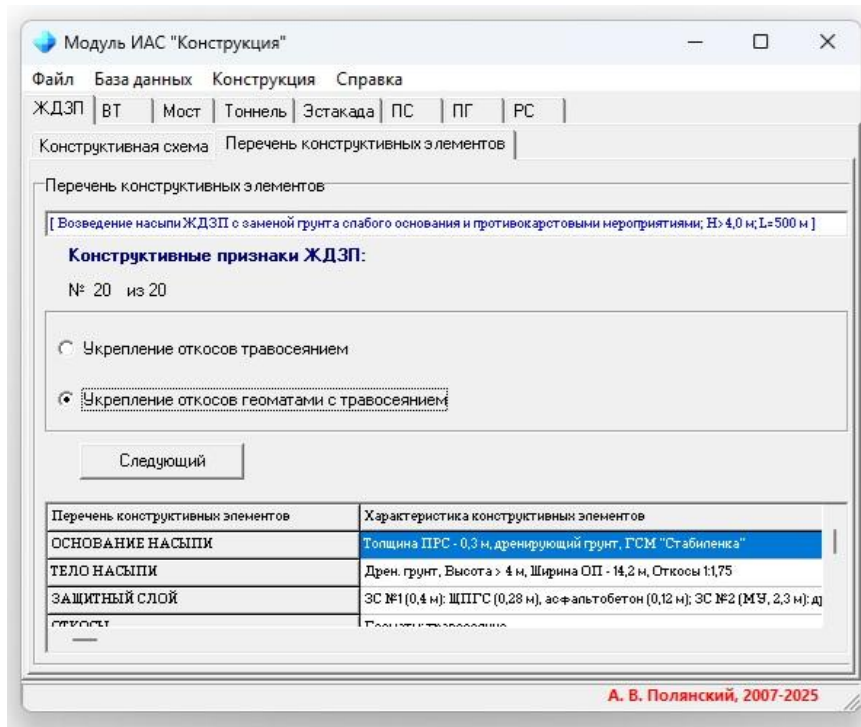 Модуль ИАС "Конструкция"
Файл База данных Конструкция Справка
ЖДЗП ВТ Мост Тоннель Эстакада ПС ПГ РС
Конструктивная схема Перечень конструктивных элементов
Перечень конструктивных элементов
[ Возведение насыпи ЖДЗП с заменой грунта слабого основания и противокарстовыми мероприятиями; H>4,0 м; L=500 м ]
Конструктивные признаки ЖДЗП:
№ 20 из 20
Укрепление откосов травосеянием
Укрепление откосов геоматами с травосеянием
Следующий
Перечень конструктивных элементов Характеристика конструктивных элементов
ОСНОВАНИЕ НАСЫПИ Толщина ПРС - 0,3 м, дренирующий грунт, ГСМ "Стабиленка"
ТЕЛО НАСЫПИ Дрен. грунт, Высота > 4 м, Ширина ОП - 14,2 м, Откосы 1:1,75
ЗАЩИТНЫЙ СЛОЙ ЗС №1 (0,4 м): ЩПГС (0,28 м), асфальтобетон (0,12 м); ЗС №2 (МУ, 2,3 м):
ОТКОСЫ
А. В. Полянский, 2007-2025